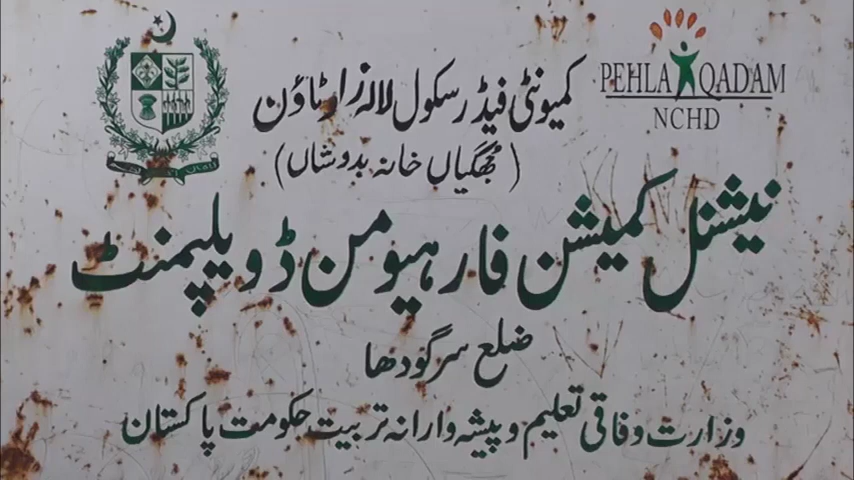 کمیونٹی فیڈر سکول لالہ زار ٹاؤن
(جھگیاں خانہ بدوشاں)
PEHLA QADAM
NCHD
نیشنل کمیشن فار ہیومن ڈویلپمنٹ
ضلع سرگودھا
وزارت وفاقی تعلیم و پیشہ وارانہ تربیت حکومت پاکستان